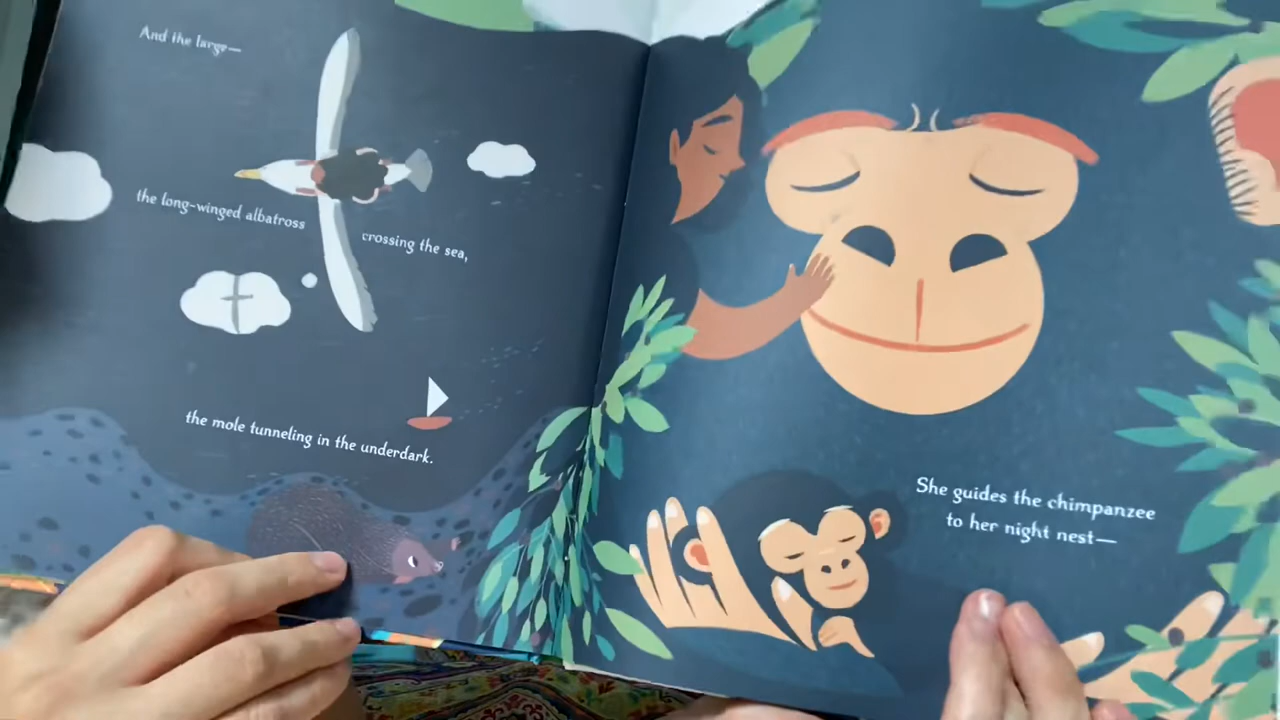 And the large—
the long-winged albatross
crossing the sea,
the mole tunneling in the underdark.
She guides the chimpanzee
to her night nest—